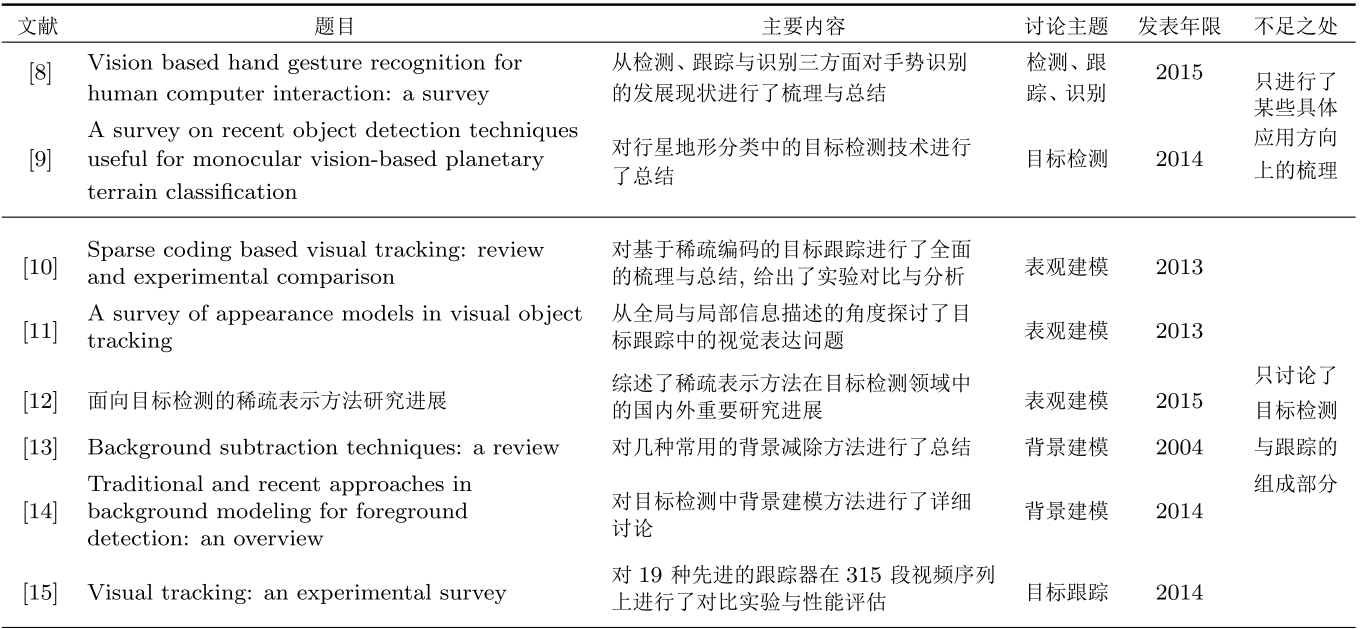 文献 题目 主要内容 讨论主题 发表年限 不足之处
[8]
Vision based hand gesture recognition for
human computer interaction: a survey
从检测、跟踪与识别三方面对手势识别
的发展现状进行了梳理与总结
检测、跟
踪、识别
2015
[9]
A survey on recent object detection techniques
useful for monocular vision-based planetary
terrain classification
对行星地形分类中的目标检测技术进行
了总结
目标检测
2014
只进行了
某些具体
应用方向
上的梳理
[10]
Sparse coding based visual tracking: review
and experimental comparison
对基于稀疏编码的目标跟踪进行了全面
的梳理与总结, 给出了实验对比与分析
表观建模
2013
[11]
A survey of appearance models in visual object
tracking
从全局与局部信息描述的角度探讨了目
标跟踪中的视觉表达问题
表观建模
2013
[12]
面向目标检测的稀疏表示方法研究进展
综述了稀疏表示方法在目标检测领域中
的国内外重要研究进展
表观建模
2015
[13]
Background subtraction techniques: a review
对几种常用的背景减除方法进行了总结
背景建模
2004
[14]
Traditional and recent approaches in
background modeling for foreground
detection: an overview
对目标检测中背景建模方法进行了详细
讨论
背景建模
2014
[15]
Visual tracking: an experimental survey
对 19 种先进的跟踪器在 315 段视频序列
上进行了对比实验与性能评估
目标跟踪
2014
只讨论了
目标检测
与跟踪的
组成部分